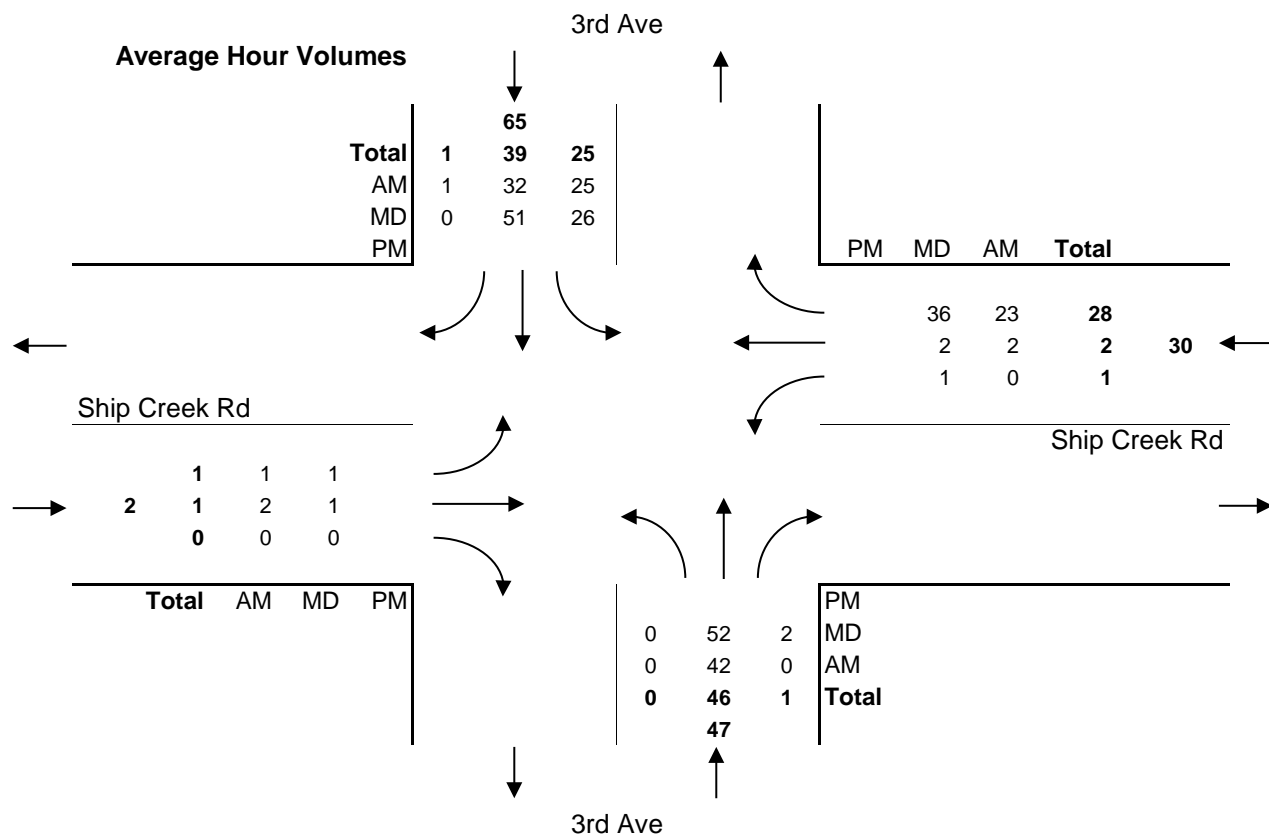 3rd Ave
Average Hour Volumes
65
Total 1 39 25
AM 1 32 25
MD 0 51 26
PM
PM MD AM Total
36 23 28
2 2 2 30
1 0 1
Ship Creek Rd
Ship Creek Rd
1 1 1
2 1 2 1
0 0 0
Total AM MD PM
PM
0 52 2 MD
0 42 0 AM
0 46 1 Total
47
3rd Ave